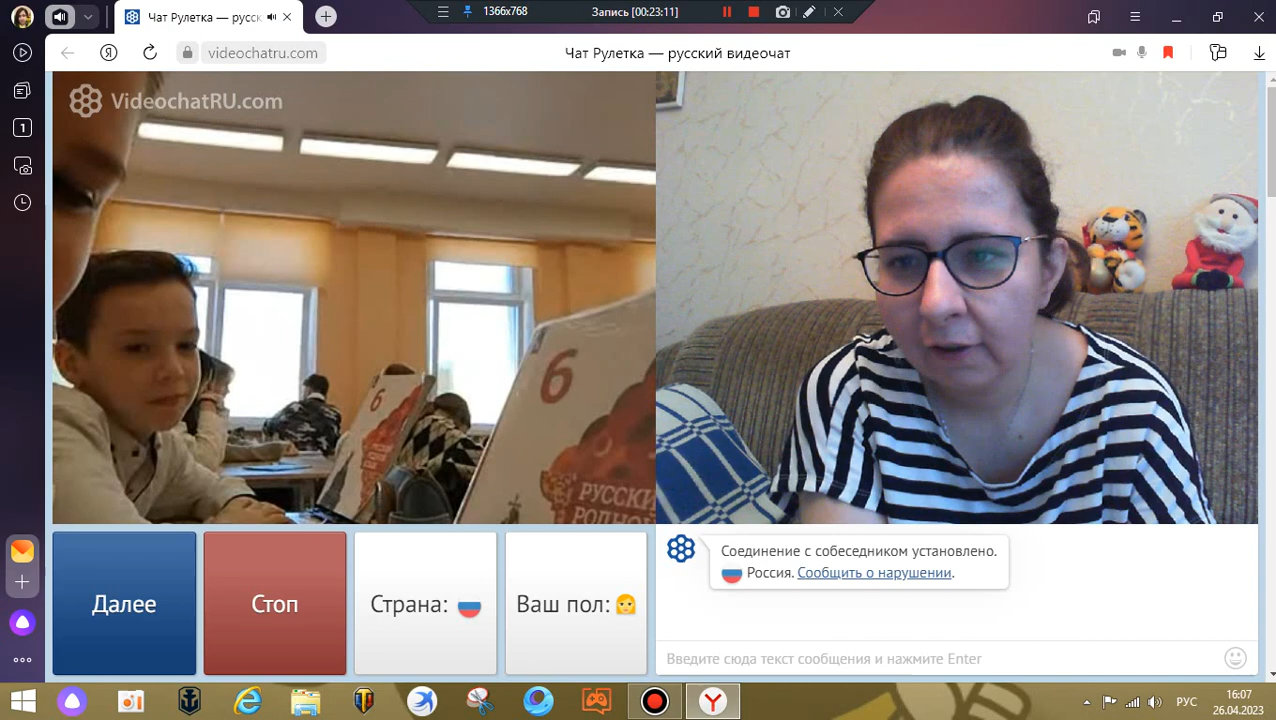 1366x768
Запись [00:23:11]
Чат Рулетка — русск
Я
videochatru.com
Чат Рулетка — русский видеочат
1
VideochatRU.com
6
6
РУССКИ
РОДНО
Далее
Стоп
Страна:
Ваш пол:
Соединение с собеседником установлено.
Россия. Сообщить о нарушении.
Введите сюда текст сообщения и нажмите Enter
РУС
16:07
26.04.2023